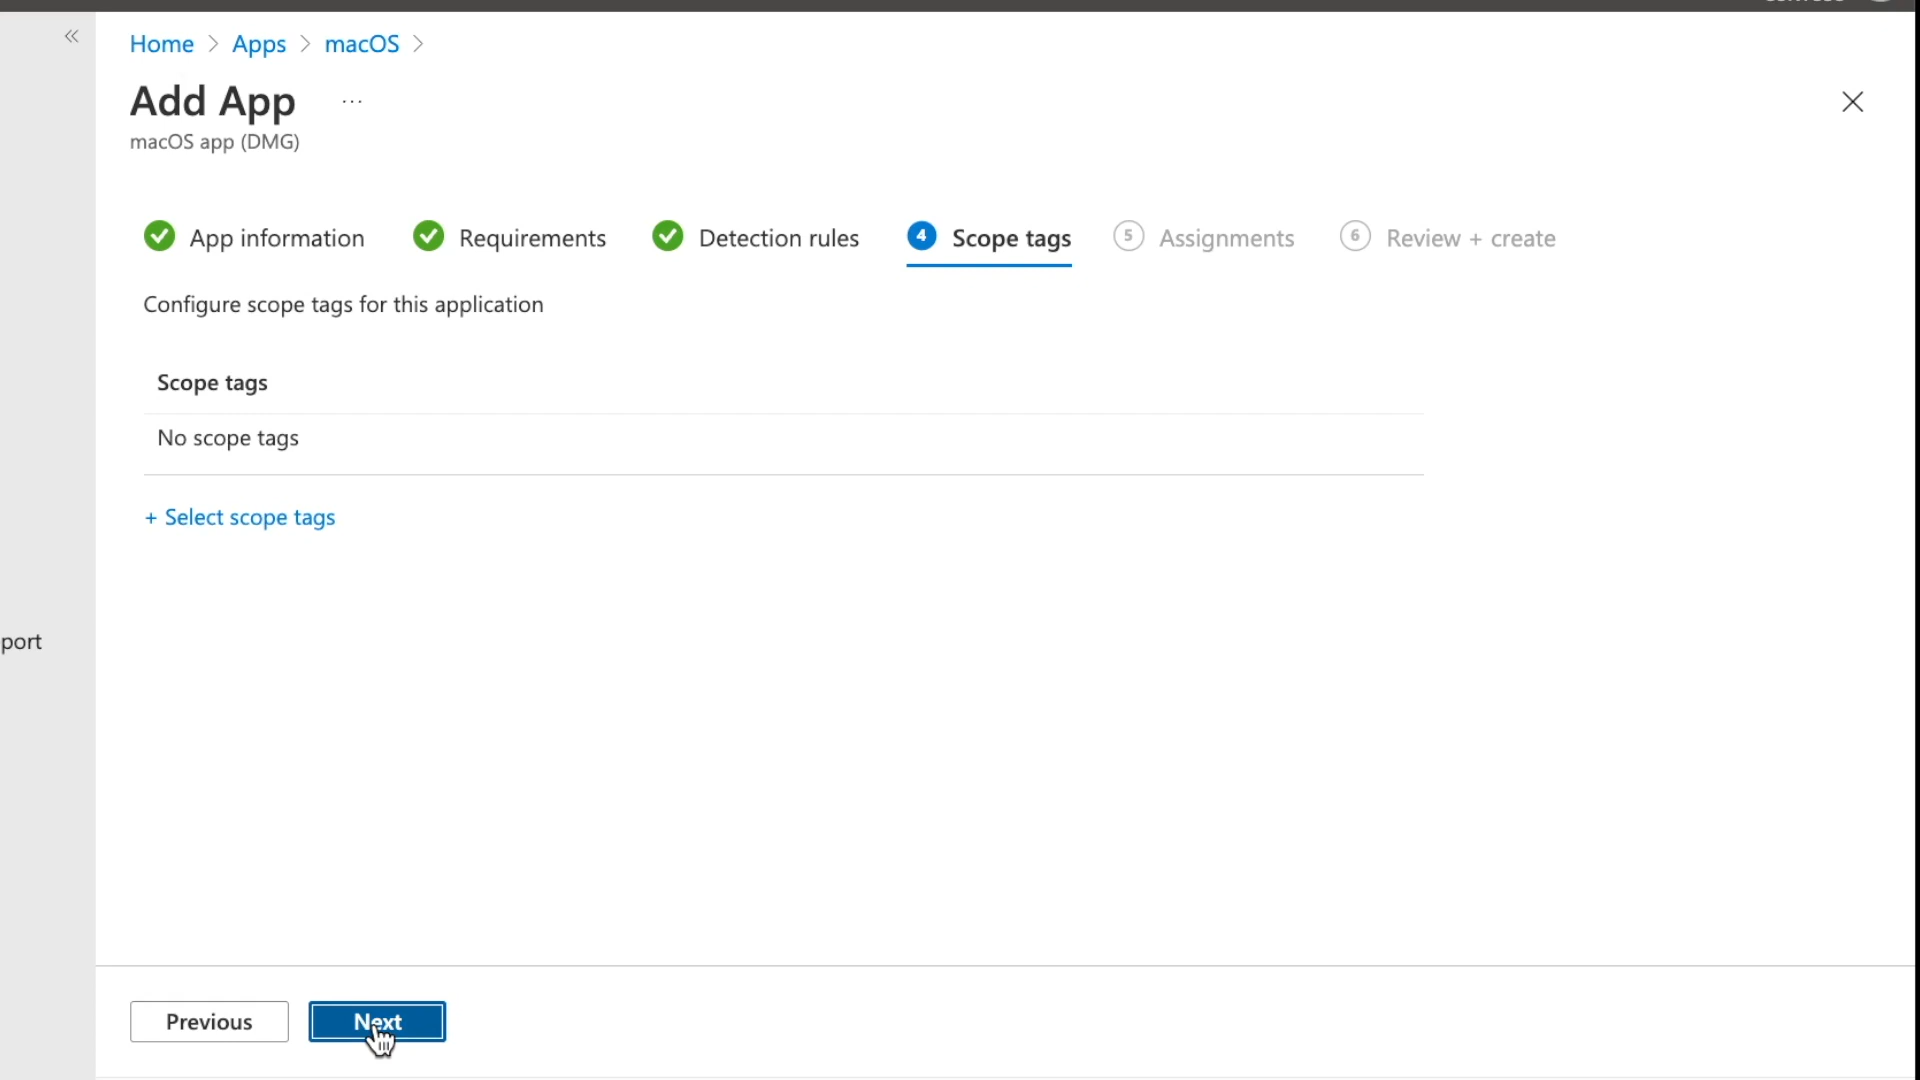 Home > Apps > macOS >
Add App ...
macOS app (DMG)
App information
Requirements
Detection rules
4 Scope tags
5 Assignments
6 Review + create
Configure scope tags for this application
Scope tags
No scope tags
+ Select scope tags
port
Previous
Next